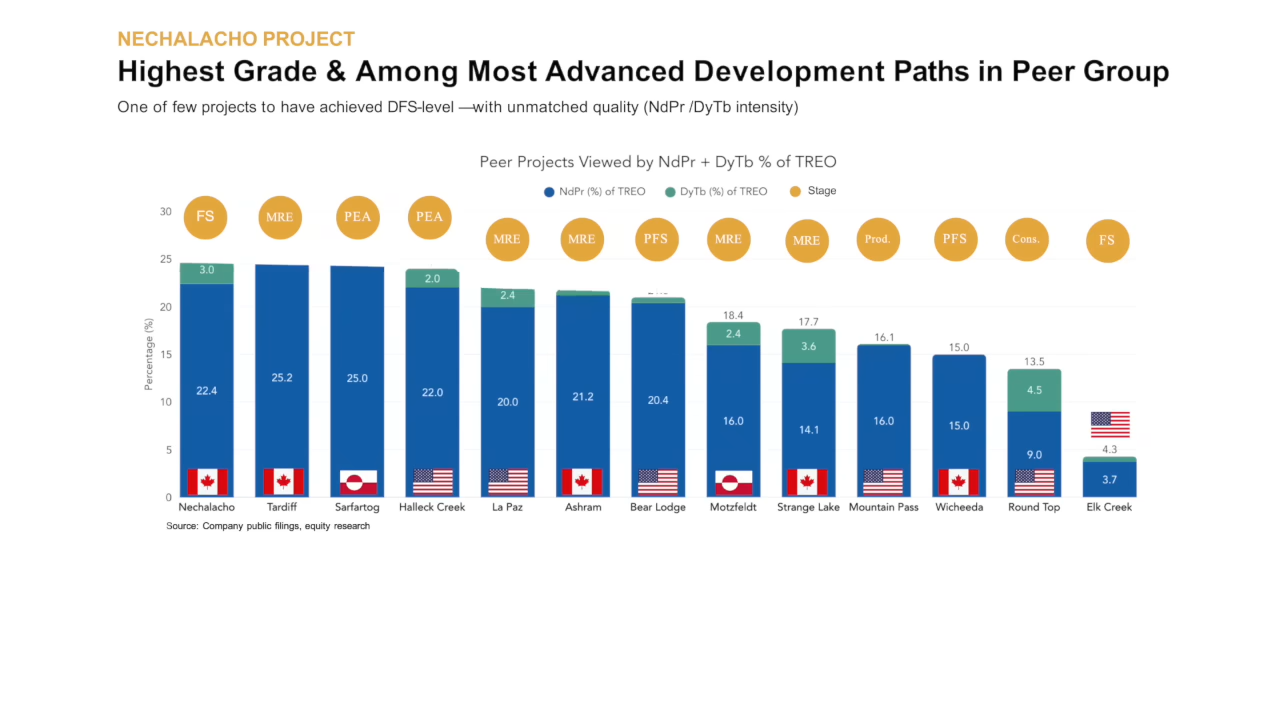 NECHALACHO PROJECT
Highest Grade & Among Most Advanced Development Paths in Peer Group
One of few projects to have achieved DFS-level —with unmatched quality (NdPr /DyTb intensity)
Peer Projects Viewed by NdPr + DyTb % of TREO
NdPr (%) of TREO DyTb (%) of TREO Stage
30 FS MRE PEA PEA
MRE MRE PFS MRE MRE Prod. PFS Cons. FS
25
3.0 2.0
2.4
20
18.4 17.7
2.4 3.6 16.1 15.0
15
13.5
Percentage (%)
22.4 25.2 25.0 22.0 20.0 21.2 20.4 4.5
10
16.0 14.1 16.0 15.0
5
9.0 4.3
3.7
0
Nechalacho Tardiff Sarfartog Halleck Creek La Paz Ashram Bear Lodge Motzfeldt Strange Lake Mountain Pass Wicheeda Round Top Elk Creek
Source: Company public filings, equity research